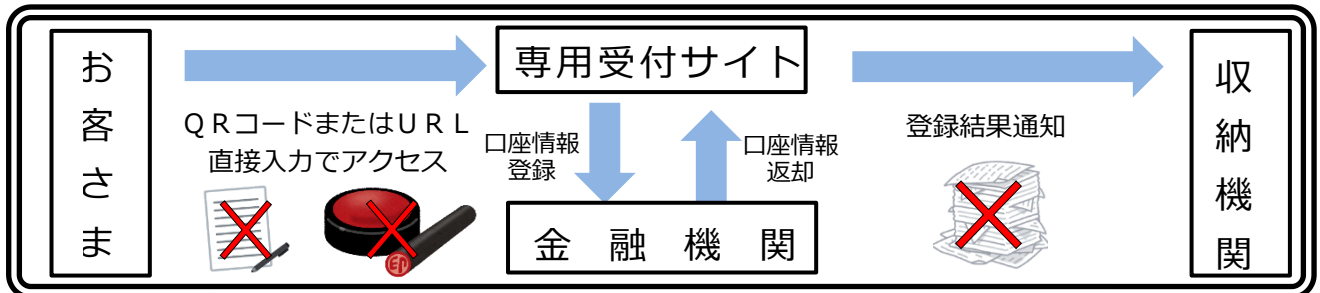 お客さま
専用受付サイト
収納機関
ＱＲコードまたはＵＲＬ
直接入力でアクセス
口座情報
登録
口座情報
返却
登録結果通知
金融機関
印